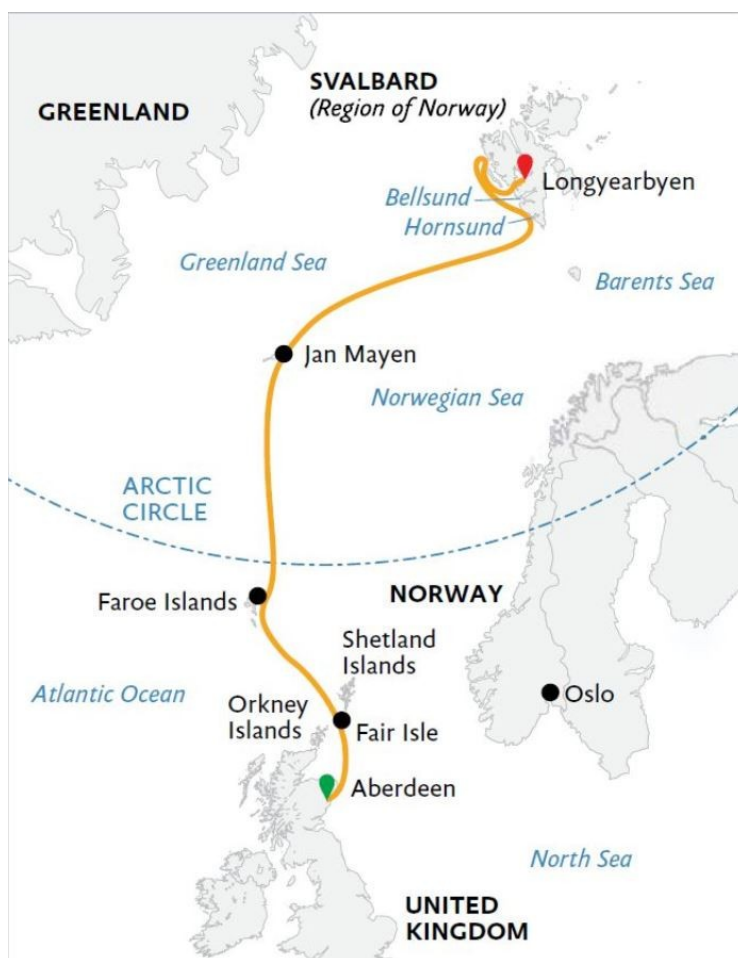 SVALBARD
(Region of Norway)
GREENLAND
Longyearbyen
Bellsund
Hornsund
Greenland Sea
Barents Sea
Jan Mayen
Norwegian Sea
ARCTIC
CIRCLE
NORWAY
Faroe Islands
Shetland
Islands
Atlantic Ocean
Oslo
Orkney
Islands
Fair Isle
Aberdeen
North Sea
UNITED
KINGDOM